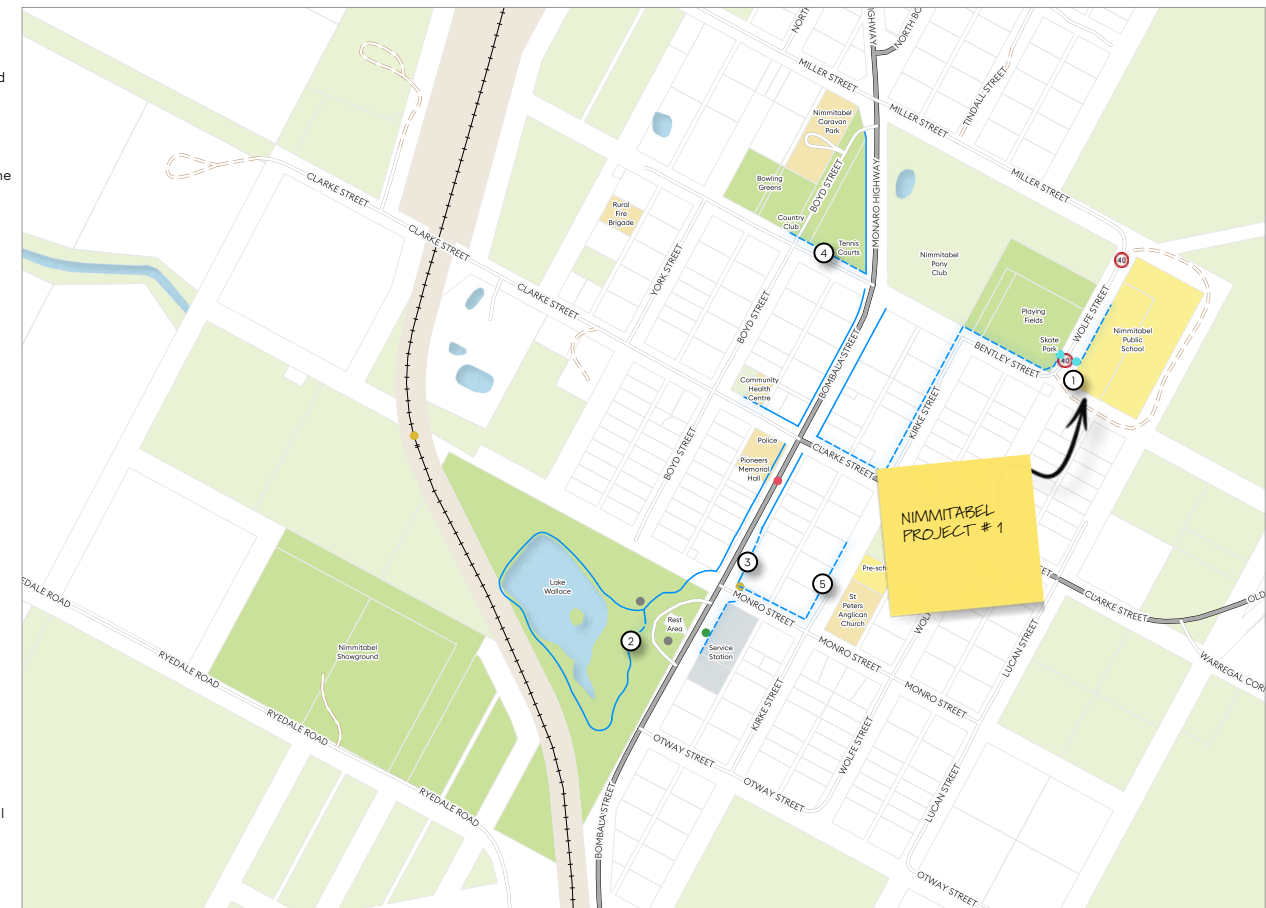 d
ne
l
NORTH
HIGHWAY
NORTH BO
MILLER STREET
MILLER STREET
TINDALL STREET
MILLER STREET
Nimmitabel
Caravan
Park
Bowling
Greens
BOYD STREET
MONARO HIGHWAY
CLARKE STREET
Rural
Fire
Brigade
Country
Club
Tennis
Courts
4
CLARKE STREET
Nimmitabel
Pony
Club
40
YORK STREET
CLARKE STREET
BOYD STREET
Playing
Fields
WOLFE STREET
Nimmitabel
Public
School
Skate
Park
BENTLEY STREET
40
1
BOMBALA STREET
Community
Health
Centre
KIRKE STREET
Police
BOYD STREET
Pioneers
Memorial
Hall
CLARKE STREET
NIMMITABEL
PROJECT # 1
3
5
Pre-sch
Lake
Wallace
MONRO STREET
St
Peters
Anglican
Church
ET
CLARKE STREET
OLD
EDALE ROAD
Rest
Area
2
Service
Station
WOL
LUCAN STREET
MONRO STREET
WARREGAL COR
Nimmitabel
Showground
RYEDALE ROAD
MONRO STREET
KIRKE STREET
WOLFE STREET
RYEDALE ROAD
OTWAY STREET
OTWAY STREET
LUCAN STREET
RYEDALE ROAD
BOMBALA STREET
OTWAY STREET